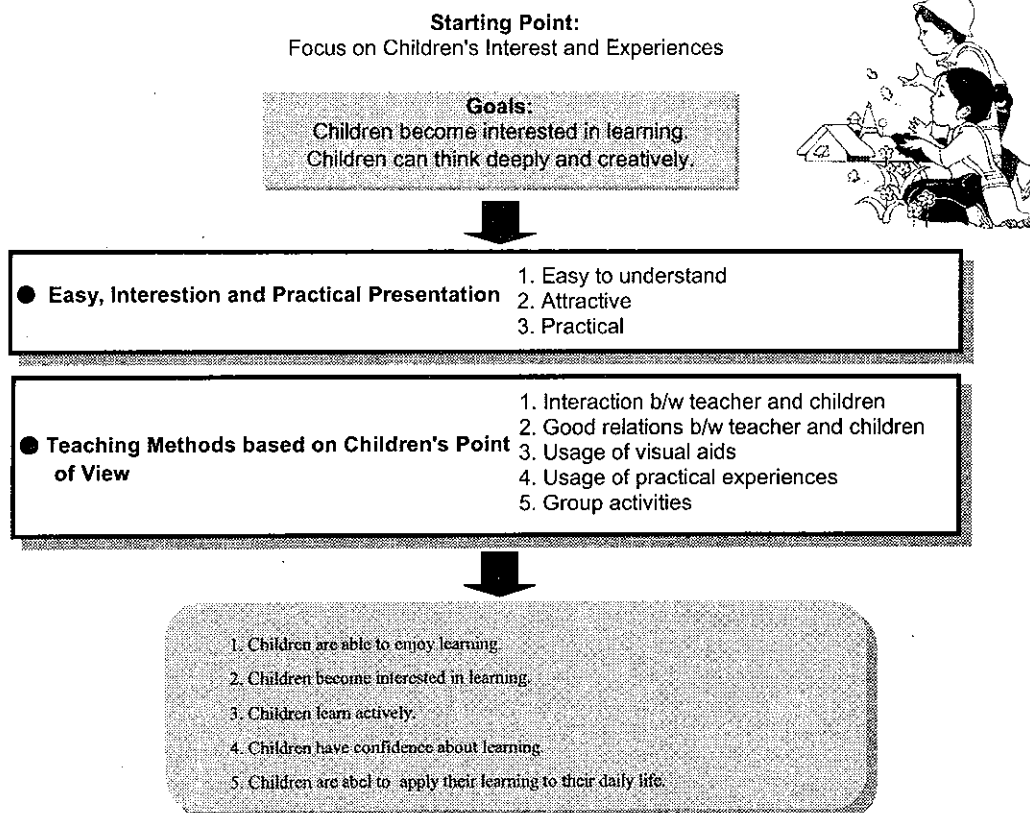 Starting Point:
Focus on Children's Interest and Experiences
Goals:
Children become interested in learning.
Children can think deeply and creatively.
● Easy, Interestion and Practical Presentation
1. Easy to understand
2. Attractive
3. Practical
● Teaching Methods based on Children's Point
of View
1. Interaction b/w teacher and children
2. Good relations b/w teacher and children
3. Usage of visual aids
4. Usage of practical experiences
5. Group activities
1. Children are able to enjoy learning.
2. Children become interested in learning.
3. Children learn actively.
4. Children have confidence about learning.
5. Children are abel to apply their learning to their daily life.